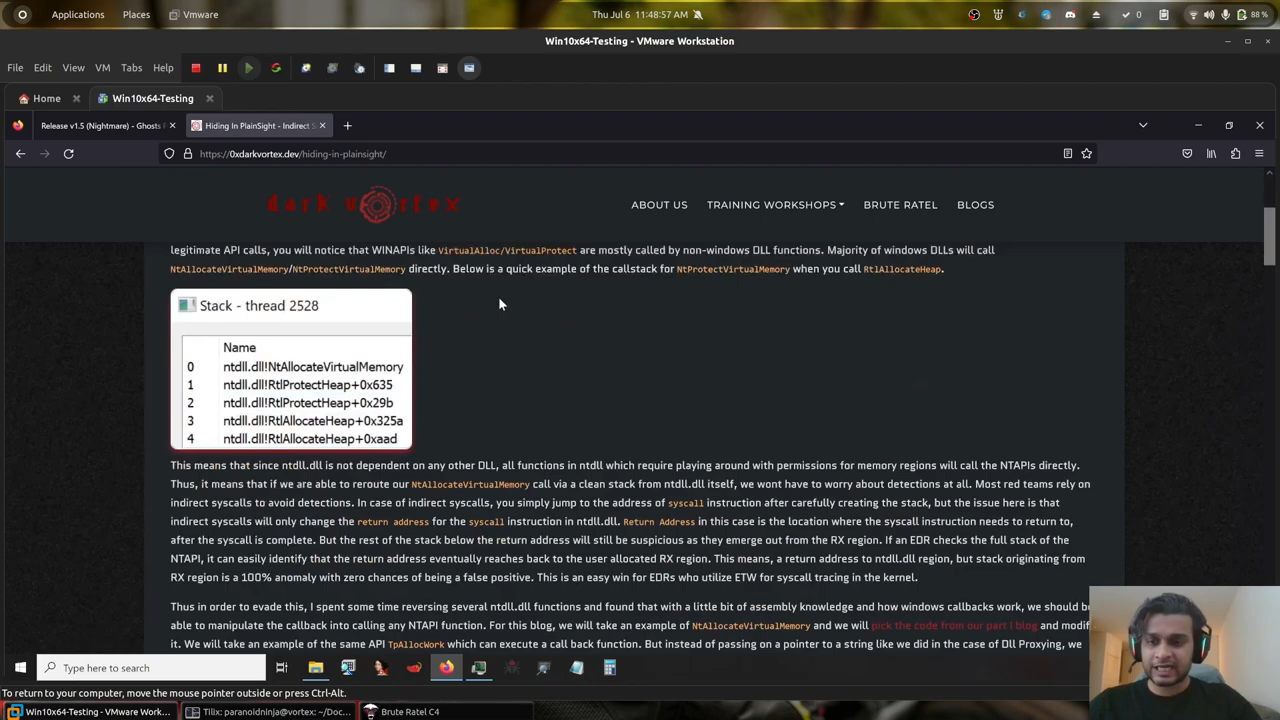 Applications Places Vmware Thu Jul 6 11:48:57 AM 0 88 %
Win10x64-Testing - VMware Workstation
File Edit View VM Tabs Help
Home Win10x64-Testing
Release v1.5 (Nightmare) - Ghosts Hiding In PlainSight - Indirect S
https://0xdarkvortex.dev/hiding-in-plainsight/
dark vortex ABOUT US TRAINING WORKSHOPS BRUTE RATEL BLOGS
legitimate API calls, you will notice that WINAPIs like VirtualAlloc/VirtualProtect are mostly called by non-windows DLL functions. Majority of windows DLLs will call
NtAllocateVirtualMemory/NtProtectVirtualMemory directly. Below is a quick example of the callstack for NtProtectVirtualMemory when you call RtlAllocateHeap.
Stack - thread 2528
Name
0 ntdll.dll!NtAllocateVirtualMemory
1 ntdll.dll!RtlProtectHeap+0x635
2 ntdll.dll!RtlProtectHeap+0x29b
3 ntdll.dll!RtlAllocateHeap+0x325a
4 ntdll.dll!RtlAllocateHeap+0xaad
This means that since ntdll.dll is not dependent on any other DLL, all functions in ntdll which require playing around with permissions for memory regions will call the NTAPIs directly.
Thus, it means that if we are able to reroute our NtAllocateVirtualMemory call via a clean stack from ntdll.dll itself, we wont have to worry about detections at all. Most red teams rely on
indirect syscalls to avoid detections. In case of indirect syscalls, you simply jump to the address of syscall instruction after carefully creating the stack, but the issue here is that
indirect syscalls will only change the return address for the syscall instruction in ntdll.dll. Return Address in this case is the location where the syscall instruction needs to return to,
after the syscall is complete. But the rest of the stack below the return address will still be suspicious as they emerge out from the RX region. If an EDR checks the full stack of the
NTAPI, it can easily identify that the return address eventually reaches back to the user allocated RX region. This means, a return address to ntdll.dll region, but stack originating from
RX region is a 100% anomaly with zero chances of being a false positive. This is an easy win for EDRs who utilize ETW for syscall tracing in the kernel.
Thus in order to evade this, I spent some time reversing several ntdll.dll functions and found that with a little bit of assembly knowledge and how windows callbacks work, we should be
able to manipulate the callback into calling any NTAPI function. For this blog, we will take an example of NtAllocateVirtualMemory and we will pick the code from our part I blog and modif
it. We will take an example of the same API TpAllocWork which can execute a call back function. But instead of passing on a pointer to a string like we did in the case of Dll Proxying, we
Type here to search
To return to your computer, move the mouse pointer outside or press Ctrl-Alt.
Win10x64-Testing - VMware Work... Tilix: paranoidninja@vortex: ~/Doc... Brute Ratel C4